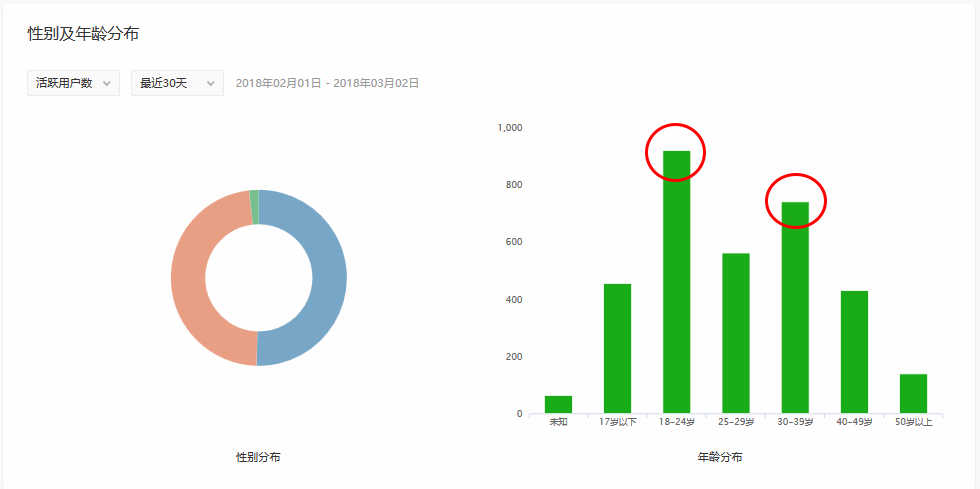 性别及年龄分布
活跃用户数 最近30天 2018年02月01日 - 2018年03月02日
1,000
800
600
400
200
0
未知 17岁以下 18-24岁 25-29岁 30-39岁 40-49岁 50岁以上
性别分布 年龄分布